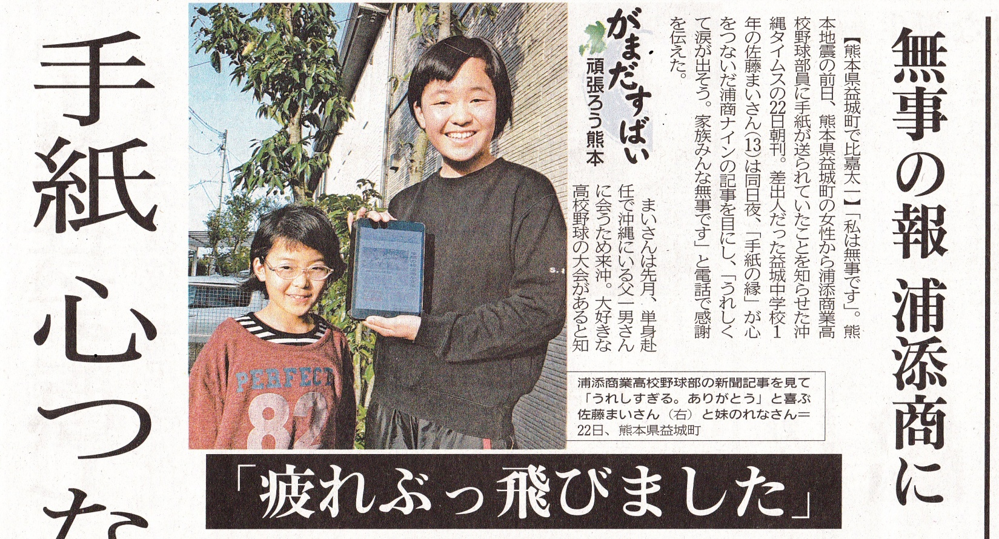 無事の報 浦添商に
【熊本県益城町で比嘉太一】「私は無事です」。熊
本地震の前日、熊本県益城町の女性から浦添商業高
校野球部員に手紙が送られていたことを知らせた沖
縄タイムスの22日朝刊。差出人だった益城中学校1
年の佐藤まいさん(13)は同日夜、「手紙の縁」が心
をつないだ浦商ナインの記事を目にし、「うれしく
て涙が出そう。家族みんな無事です」と電話で感謝
を伝えた。
がまだすばい
頑張ろう熊本
まいさんは先月、単身赴
任で沖縄にいる父一男さん
に会うため来沖。大好きな
高校野球の大会があると知
浦添商業高校野球部の新聞記事を見て
「うれしすぎる。ありがとう」と喜ぶ
佐藤まいさん（右）と妹のれなさん＝
22日、熊本県益城町
「疲れぶっ飛びました」
手紙 心つな
PERFECT
82